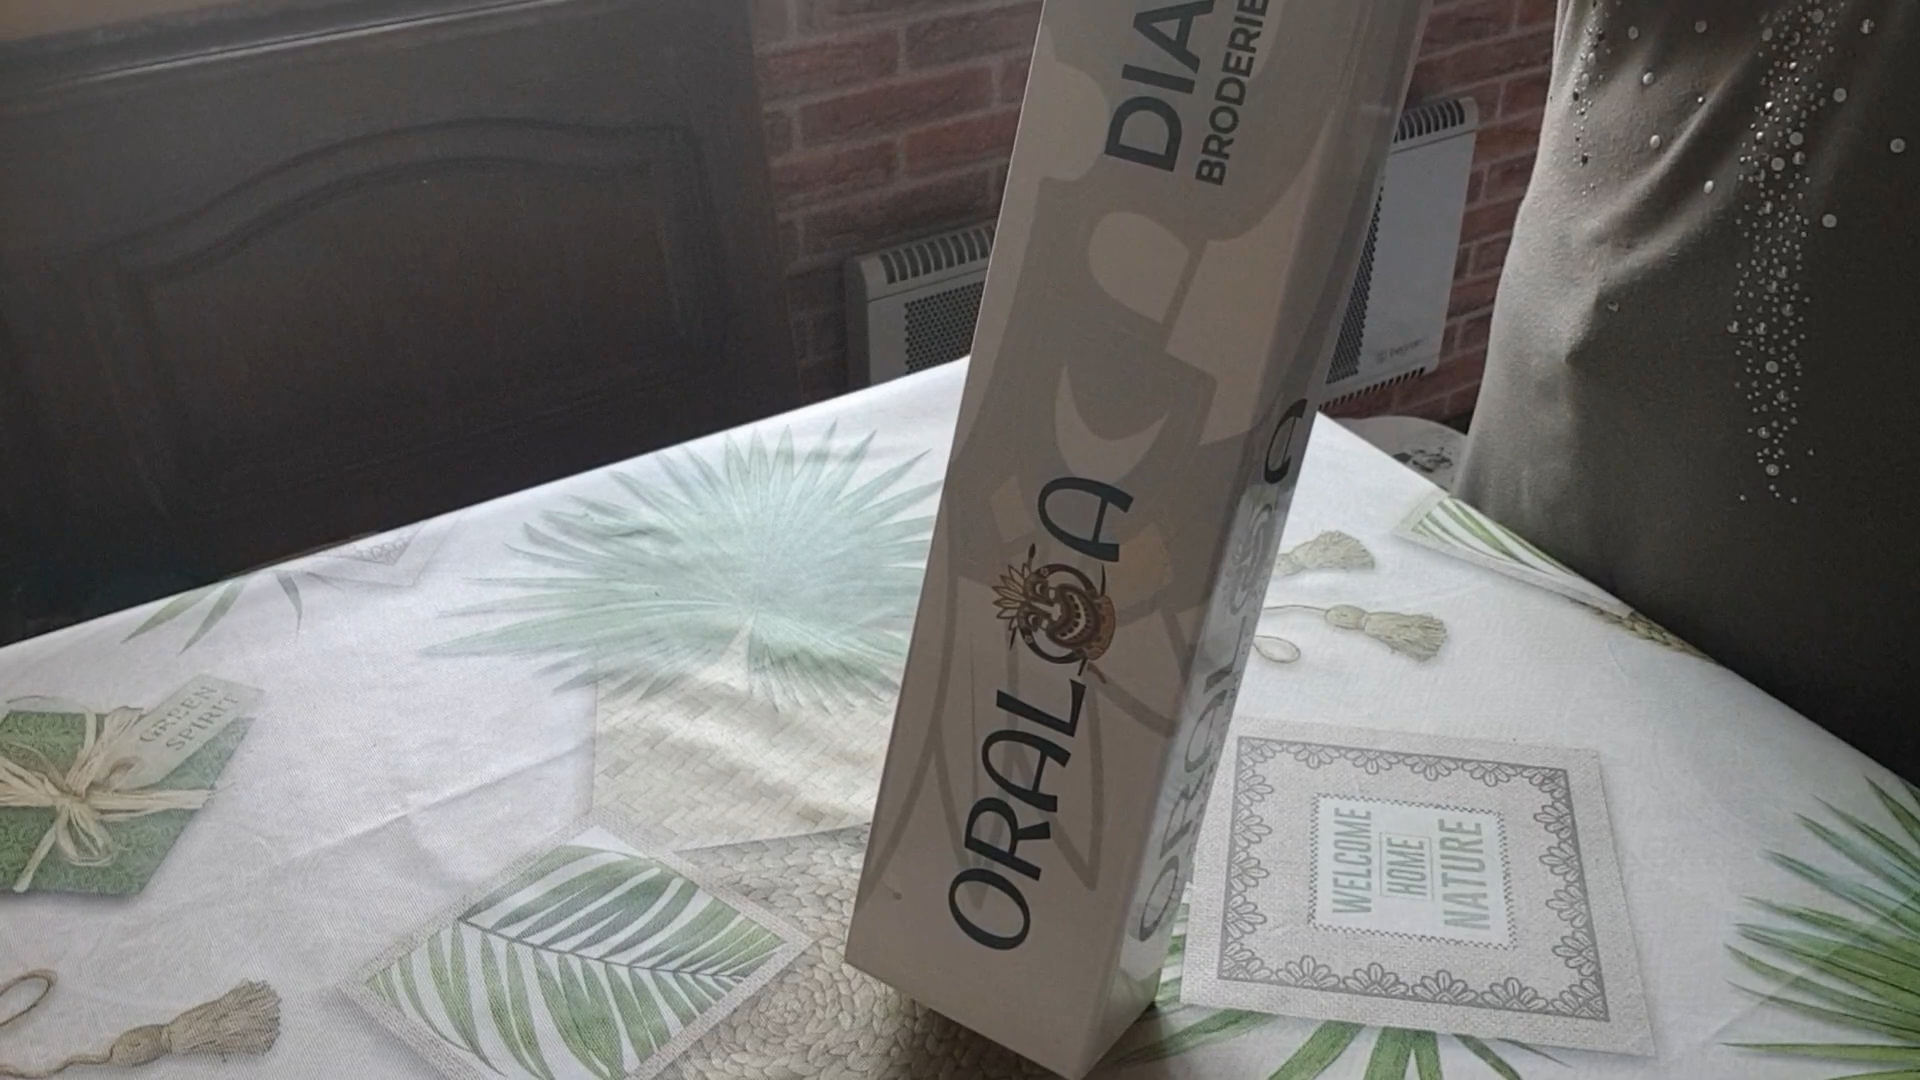 DIA
BRODERIE
ORALOA
GREEN
SPIRIT
WELCOME
HOME
NATURE